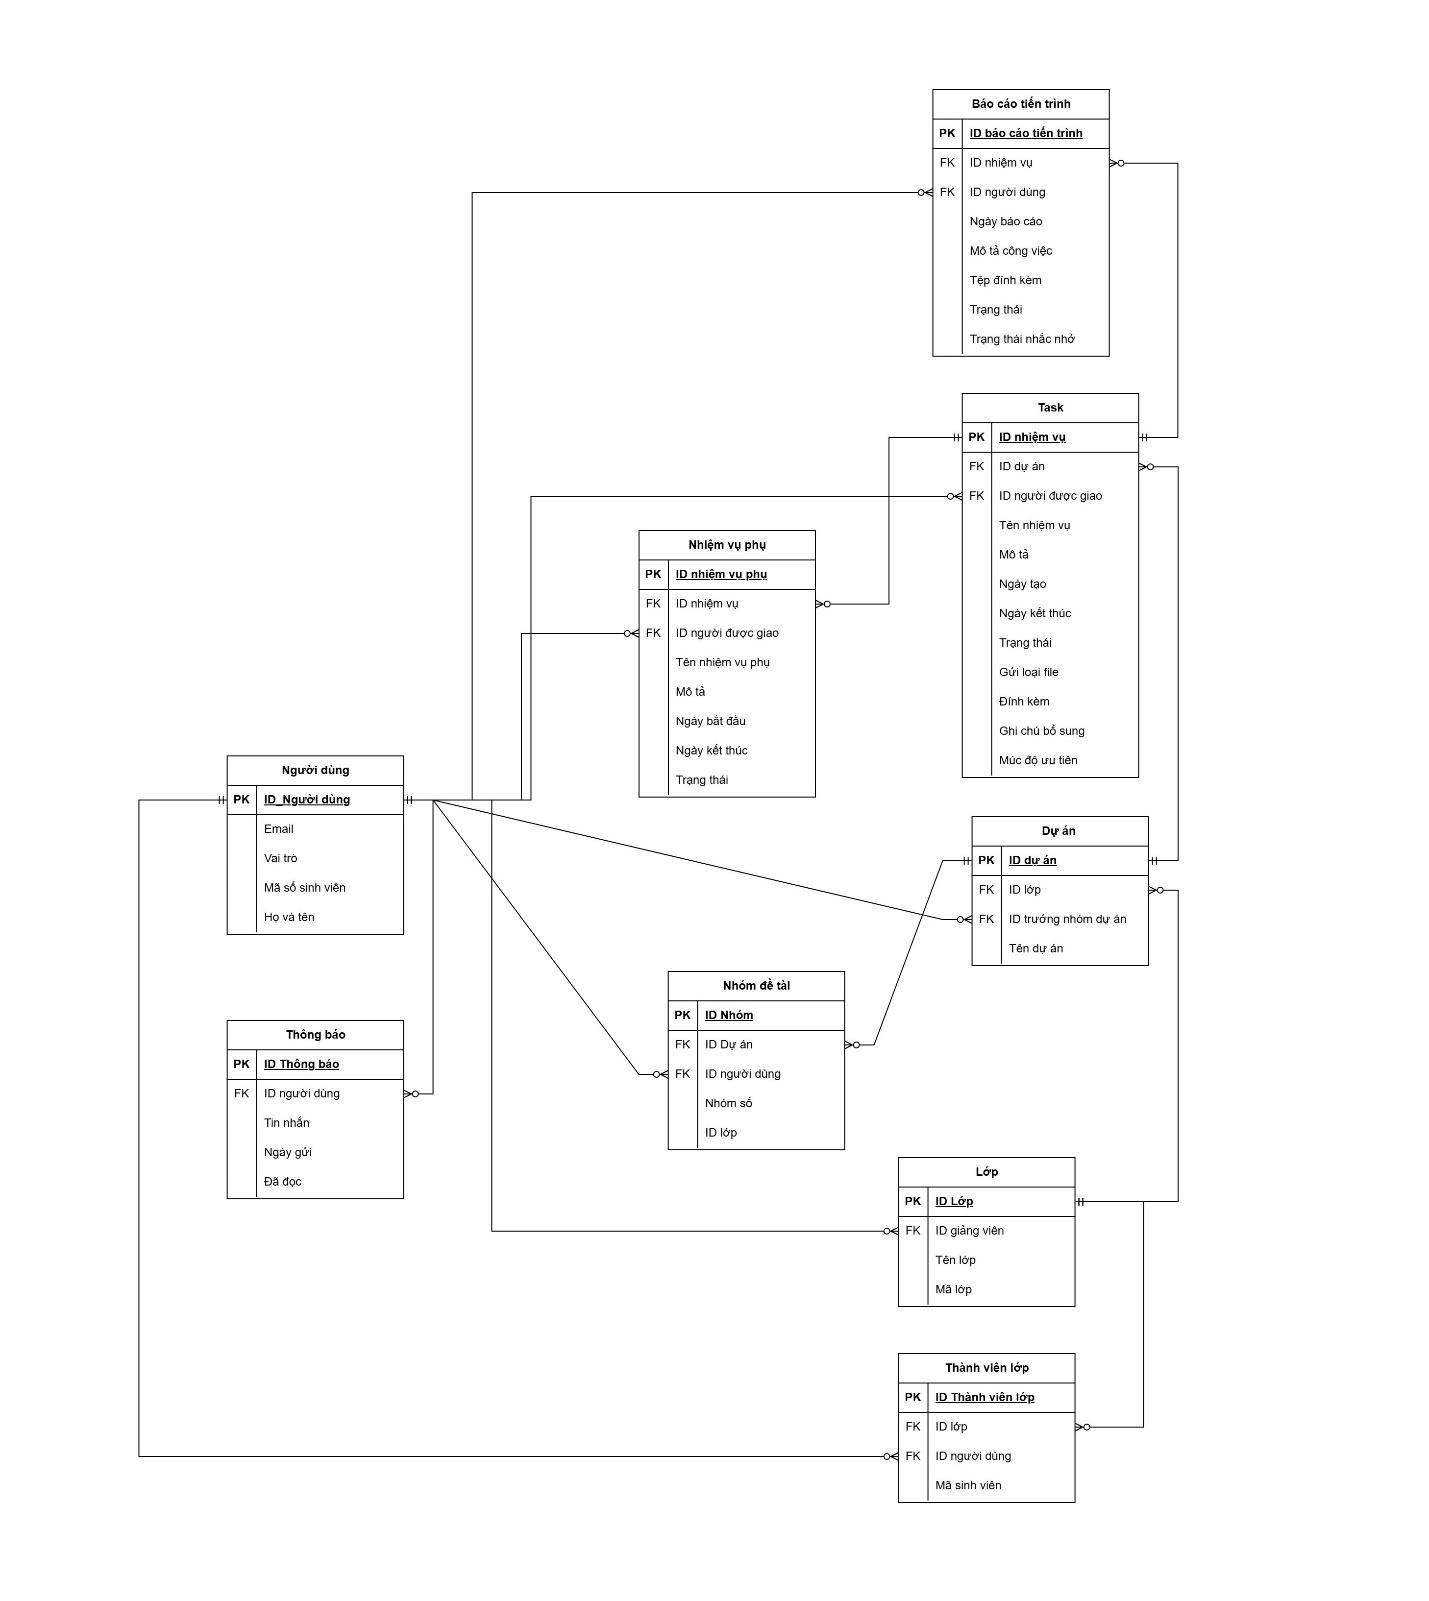 Báo cáo tiến trình
PK ID báo cáo tiến trình
FK ID nhiệm vụ
FK ID người dùng
Ngày báo cáo
Mô tả công việc
Tệp đính kèm
Trạng thái
Trạng thái nhắc nhở
Task
PK ID nhiệm vụ
FK ID dự án
FK ID người được giao
Tên nhiệm vụ
Mô tả
Ngày tạo
Ngày kết thúc
Trạng thái
Gửi loại file
Đính kèm
Ghi chú bổ sung
Múc độ ưu tiên
Nhiệm vụ phụ
PK ID nhiệm vụ phụ
FK ID nhiệm vụ
FK ID người được giao
Tên nhiệm vụ phụ
Mô tả
Ngày bắt đầu
Ngày kết thúc
Trạng thái
Người dùng
PK ID_Người dùng
Email
Vai trò
Mã số sinh viên
Họ và tên
Dự án
PK ID dự án
FK ID lớp
FK ID trưởng nhóm dự án
Tên dự án
Nhóm đề tài
PK ID Nhóm
FK ID Dự án
FK ID người dùng
Nhóm số
ID lớp
Thông báo
PK ID Thông báo
FK ID người dùng
Tin nhắn
Ngày gửi
Đã đọc
Lớp
PK ID Lớp
FK ID giảng viên
Tên lớp
Mã lớp
Thành viên lớp
PK ID Thành viên lớp
FK ID lớp
FK ID người dùng
Mã sinh viên